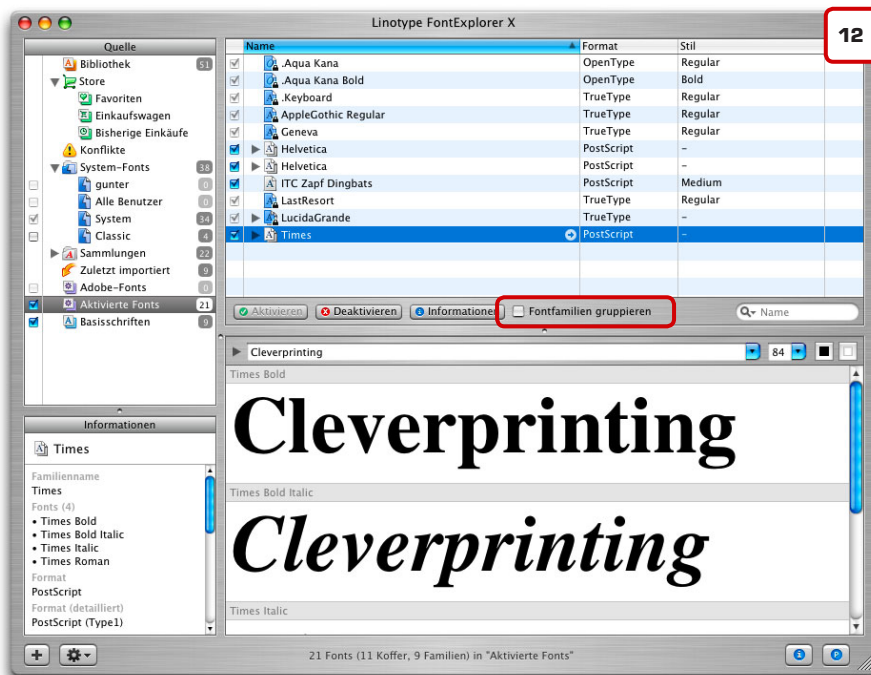 Linotype FontExplorer X
12
Quelle
Bibliothek 51
Store
Favoriten
Einkaufswagen
Bisherige Einkäufe
Konflikte
System-Fonts 38
gunter 0
Alle Benutzer 0
System 34
Classic 4
Sammlungen 22
Zuletzt importiert 9
Adobe-Fonts 0
Aktivierte Fonts 21
Basisschriften 9
Name Format Stil
.Aqua Kana OpenType Regular
.Aqua Kana Bold OpenType Bold
.Keyboard TrueType Regular
AppleGothic Regular TrueType Regular
Geneva TrueType Regular
Helvetica PostScript –
Helvetica PostScript –
ITC Zapf Dingbats PostScript Medium
LastResort TrueType Regular
LucidaGrande TrueType –
Times PostScript –
Aktivieren Deaktivieren Informationen Fontfamilien gruppieren Name
Cleverprinting 84
Times Bold
Cleverprinting
Times Bold Italic
Cleverprinting
Times Italic
Informationen
Times
Familienname
Times
Fonts (4)
• Times Bold
• Times Bold Italic
• Times Italic
• Times Roman
Format
PostScript
Format (detailliert)
PostScript (Type1)
21 Fonts (11 Koffer, 9 Familien) in "Aktivierte Fonts"